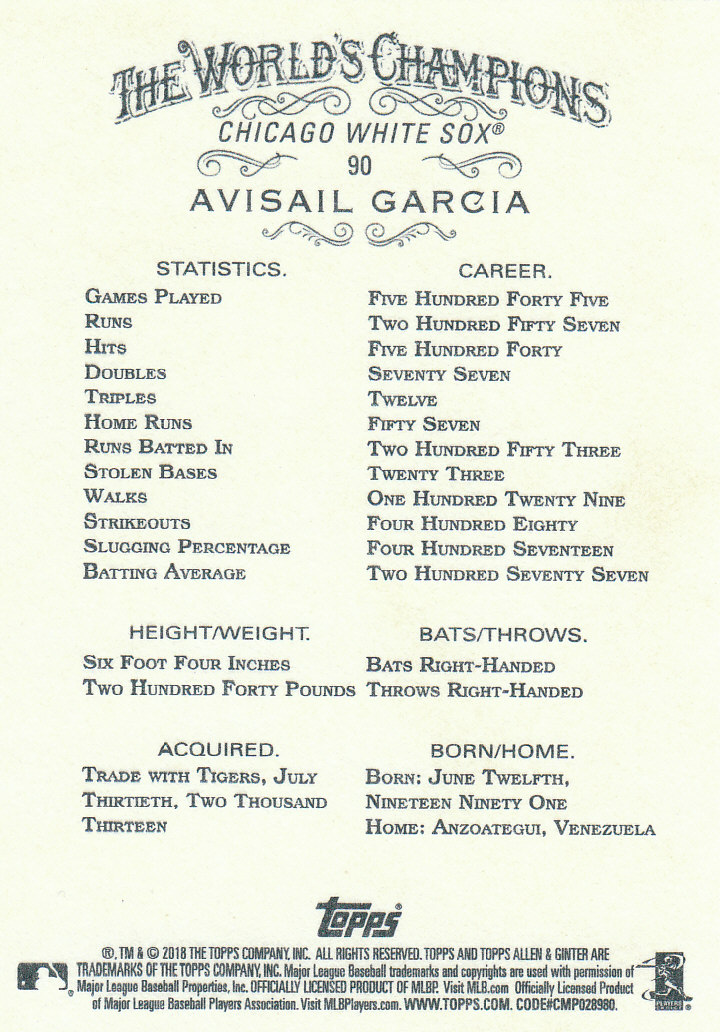 THE WORLD'S CHAMPIONS
CHICAGO WHITE SOX®
90
AVISAIL GARCIA
STATISTICS. CAREER.
GAMES PLAYED FIVE HUNDRED FORTY FIVE
RUNS TWO HUNDRED FIFTY SEVEN
HITS FIVE HUNDRED FORTY
DOUBLES SEVENTY SEVEN
TRIPLES TWELVE
HOME RUNS FIFTY SEVEN
RUNS BATTED IN TWO HUNDRED FIFTY THREE
STOLEN BASES TWENTY THREE
WALKS ONE HUNDRED TWENTY NINE
STRIKEOUTS FOUR HUNDRED EIGHTY
SLUGGING PERCENTAGE FOUR HUNDRED SEVENTEEN
BATTING AVERAGE TWO HUNDRED SEVENTY SEVEN
HEIGHT/WEIGHT. BATS/THROWS.
SIX FOOT FOUR INCHES BATS RIGHT-HANDED
TWO HUNDRED FORTY POUNDS THROWS RIGHT-HANDED
ACQUIRED. BORN/HOME.
TRADE WITH TIGERS, JULY BORN: JUNE TWELFTH,
THIRTIETH, TWO THOUSAND NINETEEN NINETY ONE
THIRTEEN HOME: ANZOATEGUI, VENEZUELA
topps®
®, TM & © 2018 THE TOPPS COMPANY, INC. ALL RIGHTS RESERVED. TOPPS AND TOPPS ALLEN & GINTER ARE
TRADEMARKS OF THE TOPPS COMPANY, INC. Major League Baseball trademarks and copyrights are used with permission of
Major League Baseball Properties, Inc. OFFICIALLY LICENSED PRODUCT OF MLBP. Visit MLB.com Officially Licensed Product
of Major League Baseball Players Association. Visit MLBPlayers.com. WWW.TOPPS.COM. CODE#CMP028980.
PLAYERS